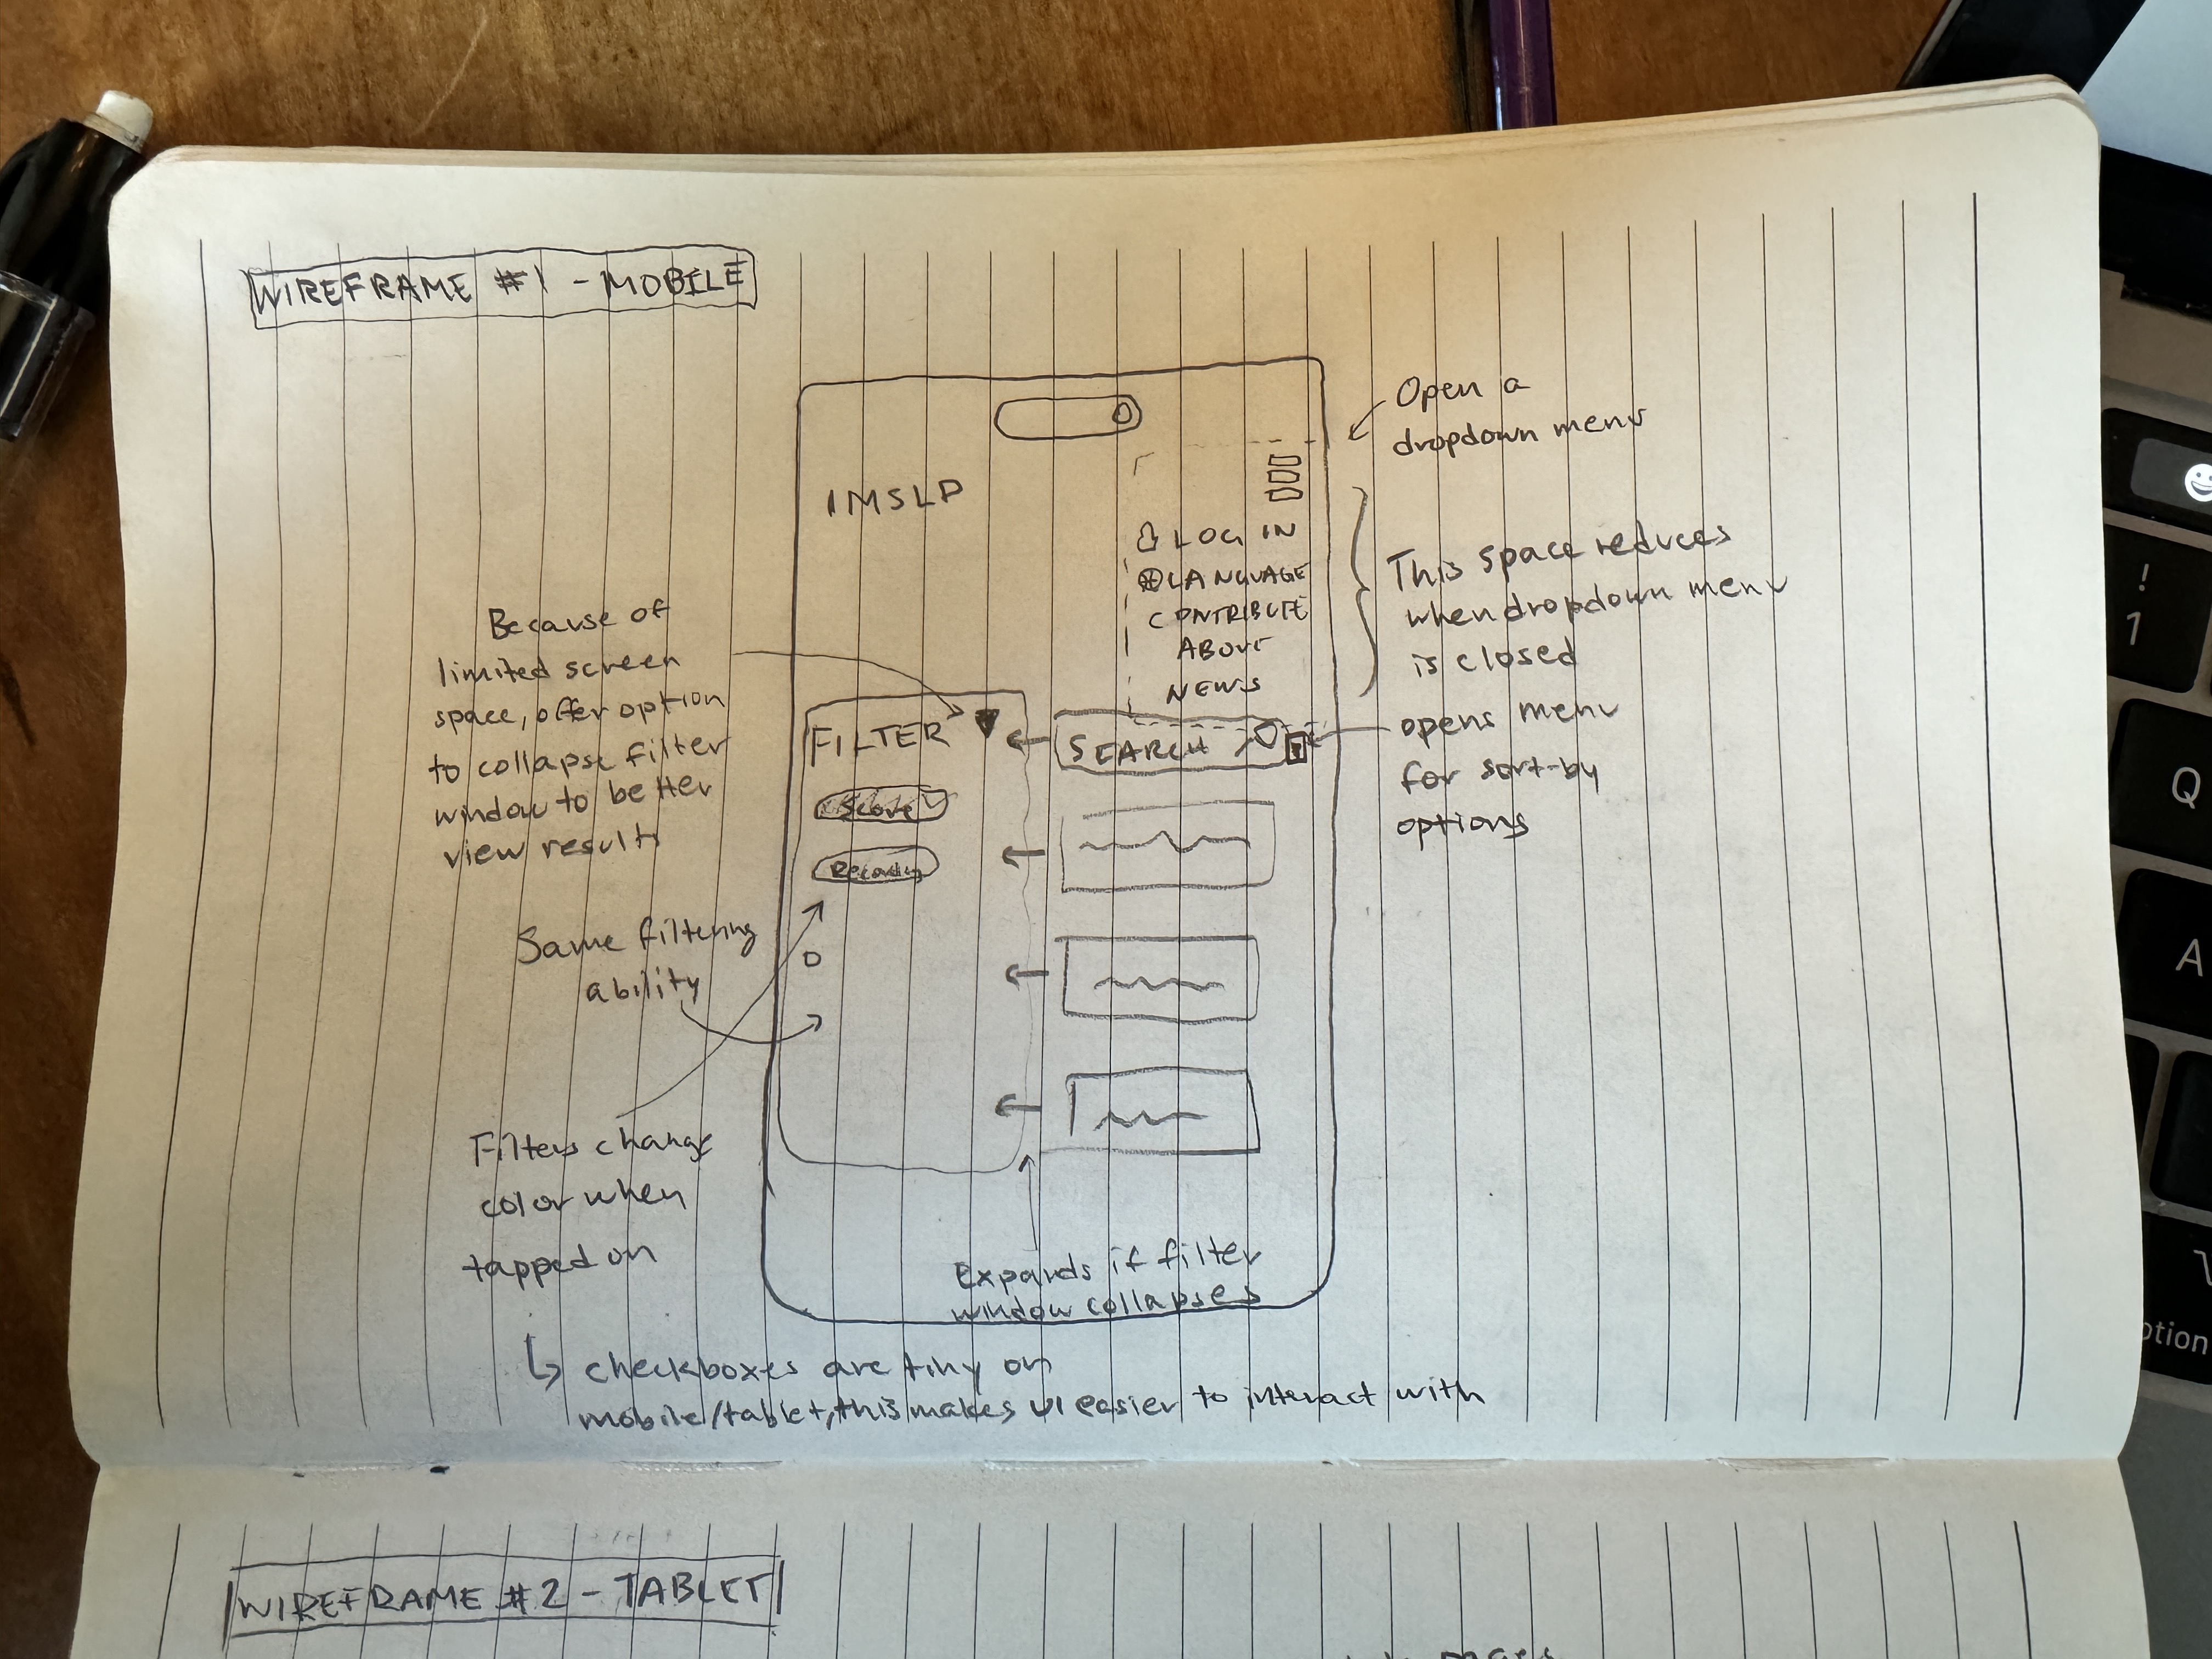 WIREFRAME #1 - MOBILE
Open a
dropdown menu
IMSLP
LOG IN
LANGUAGE
CONTRIBUTE
ABOUT
NEWS
This space reduces
when dropdown menu
is closed
Because of
limited screen
space, offer option
to collapse filter
window to better
view results
FILTER
SEARCH
opens menu
for sort-by
options
Score
Recording
Same filtering
ability
Filters change
color when
tapped on
Expands if filter
window collapses
↳ checkboxes are tiny on
mobile/tablet, this makes UI easier to interact with
WIREFRAME #2 - TABLET
!
1
Q
A
option